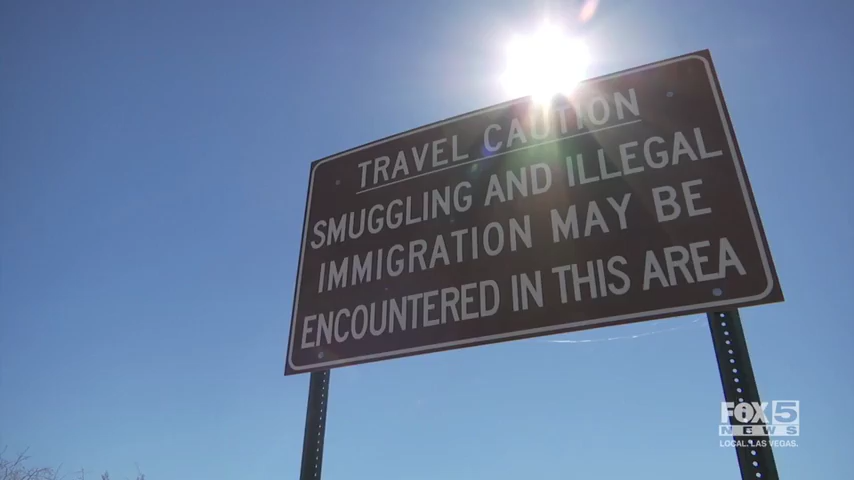 TRAVEL CAUTION
SMUGGLING AND ILLEGAL
IMMIGRATION MAY BE
ENCOUNTERED IN THIS AREA
FOX 5
NEWS
LOCAL. LAS VEGAS.